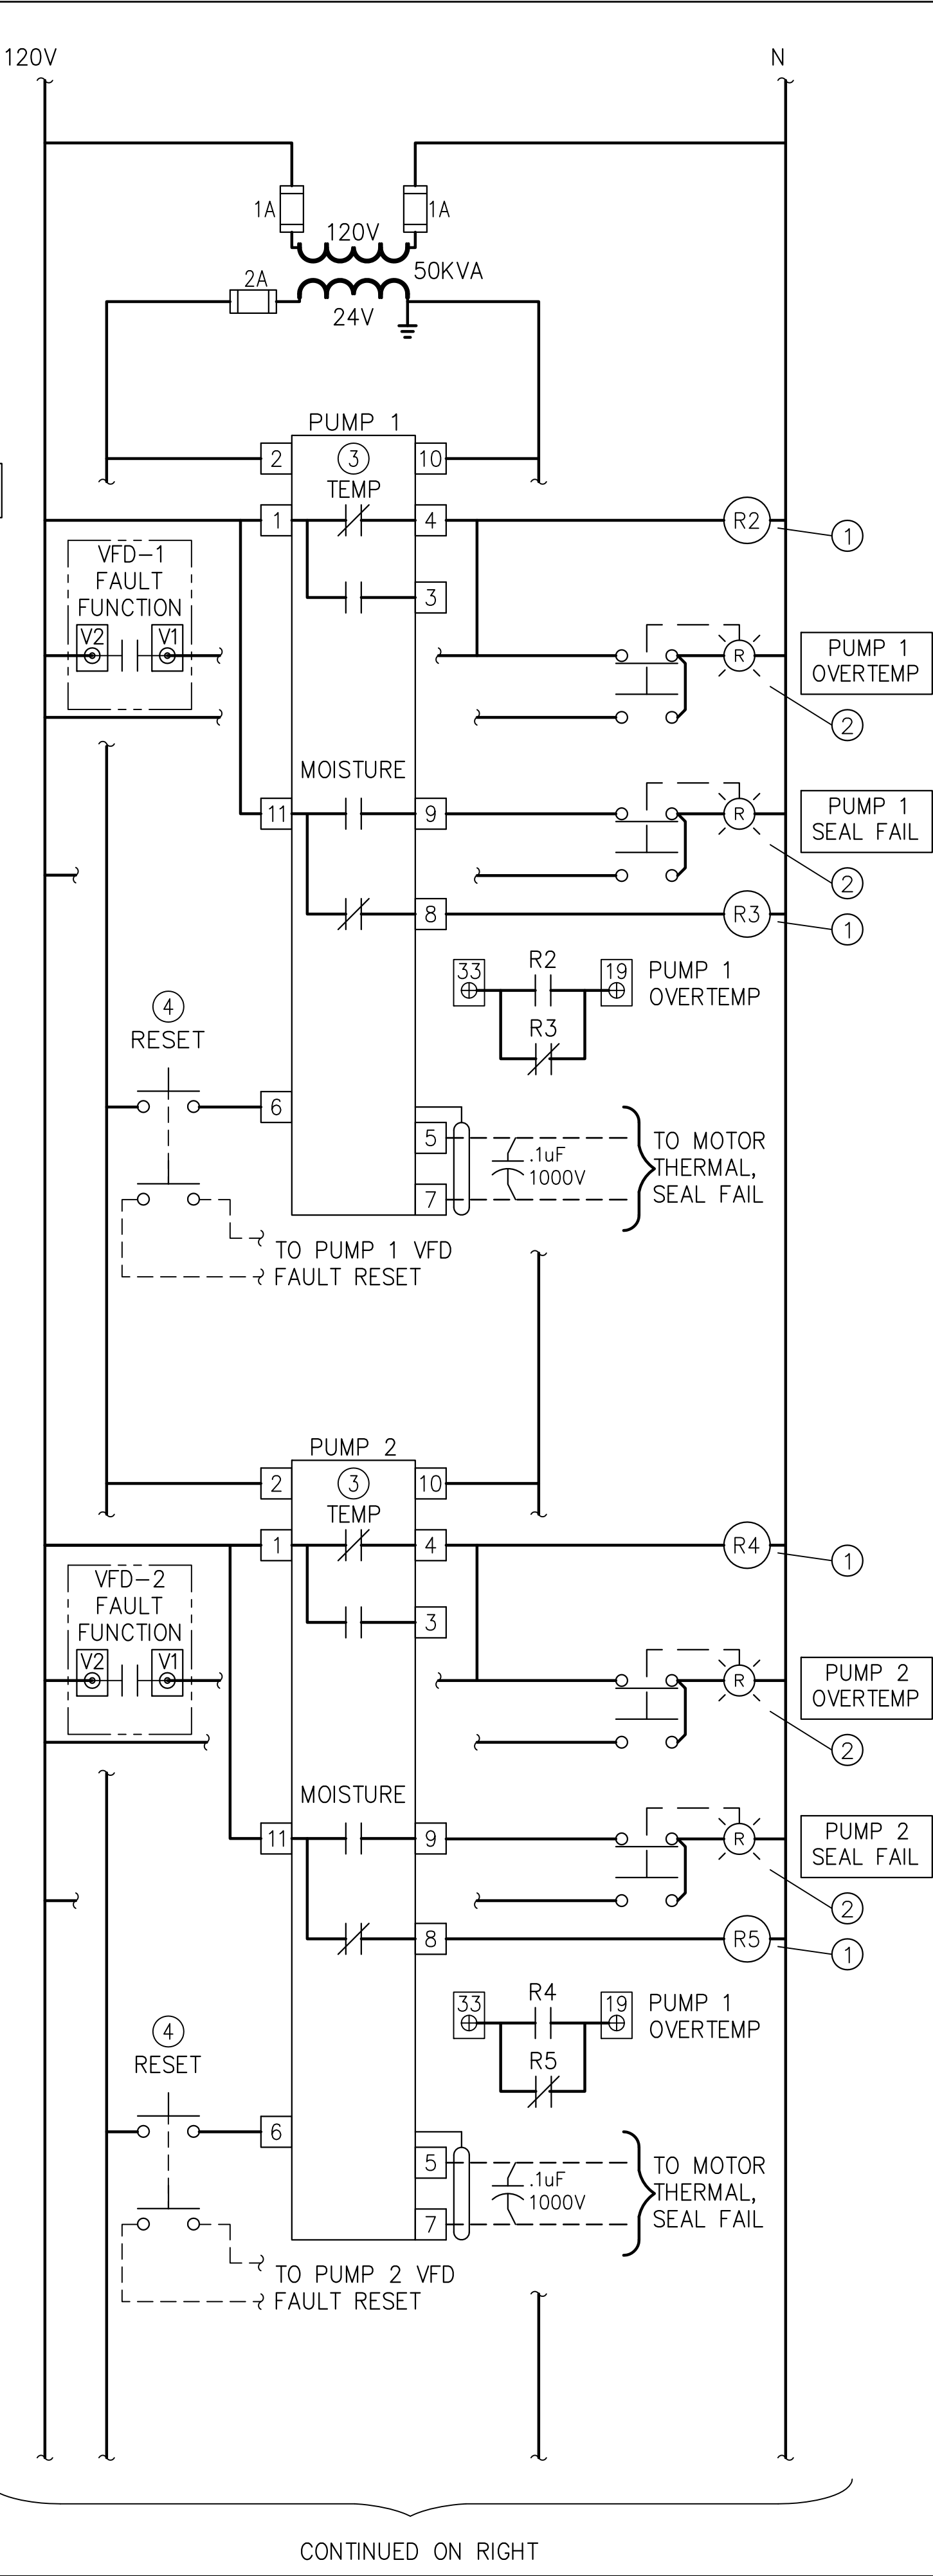 120V
N
1A
1A
120V
50KVA
2A
24V
PUMP 1
2
3
10
TEMP
1
4
R2
1
VFD-1
FAULT
FUNCTION
3
V2
V1
R
PUMP 1
OVERTEMP
2
MOISTURE
11
9
R
PUMP 1
SEAL FAIL
2
8
R3
1
33
R2
19
PUMP 1
OVERTEMP
R3
4
RESET
6
5
.1uF
1000V
TO MOTOR
THERMAL,
SEAL FAIL
7
TO PUMP 1 VFD
FAULT RESET
PUMP 2
2
3
10
TEMP
1
4
R4
1
VFD-2
FAULT
FUNCTION
3
V2
V1
R
PUMP 2
OVERTEMP
2
MOISTURE
11
9
R
PUMP 2
SEAL FAIL
2
8
R5
1
33
R4
19
PUMP 1
OVERTEMP
R5
4
RESET
6
5
.1uF
1000V
TO MOTOR
THERMAL,
SEAL FAIL
7
TO PUMP 2 VFD
FAULT RESET
CONTINUED ON RIGHT